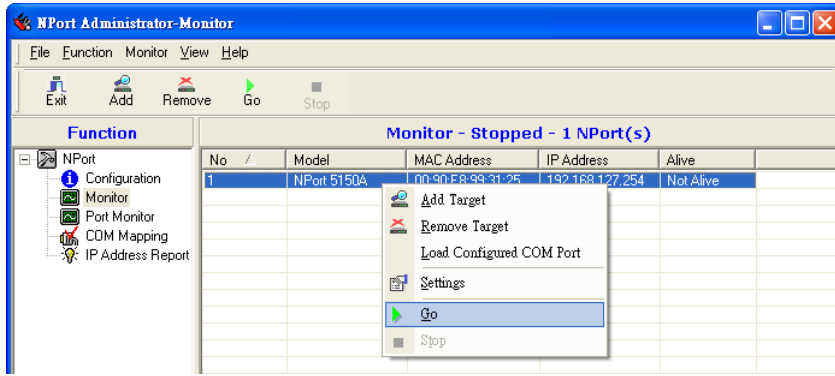 NPort Administrator-Monitor
File Function Monitor View Help
Exit Add Remove Go Stop
Function
Monitor - Stopped - 1 NPort(s)
NPort
Configuration
Monitor
Port Monitor
COM Mapping
IP Address Report
No Model MAC Address IP Address Alive
1 NPort 5150A 00:90:E8:99:31:25 192.168.127.254 Not Alive
Add Target
Remove Target
Load Configured COM Port
Settings
Go
Stop